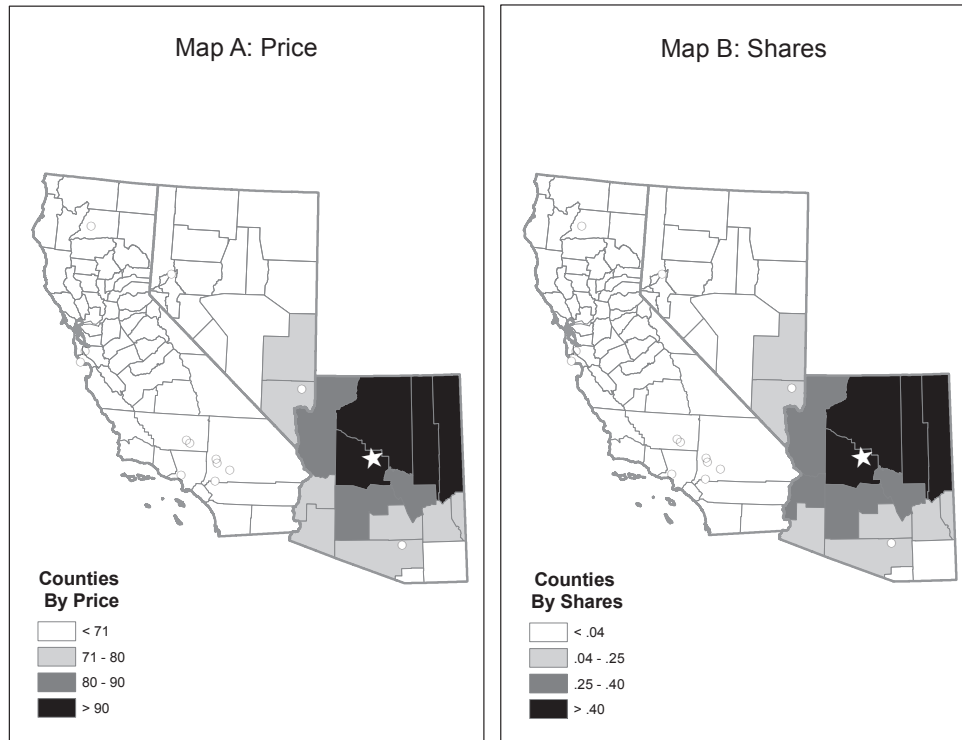 Map A: Price
Counties
By Price
< 71
71 - 80
80 - 90
> 90
Map B: Shares
Counties
By Shares
< .04
.04 - .25
.25 - .40
> .40